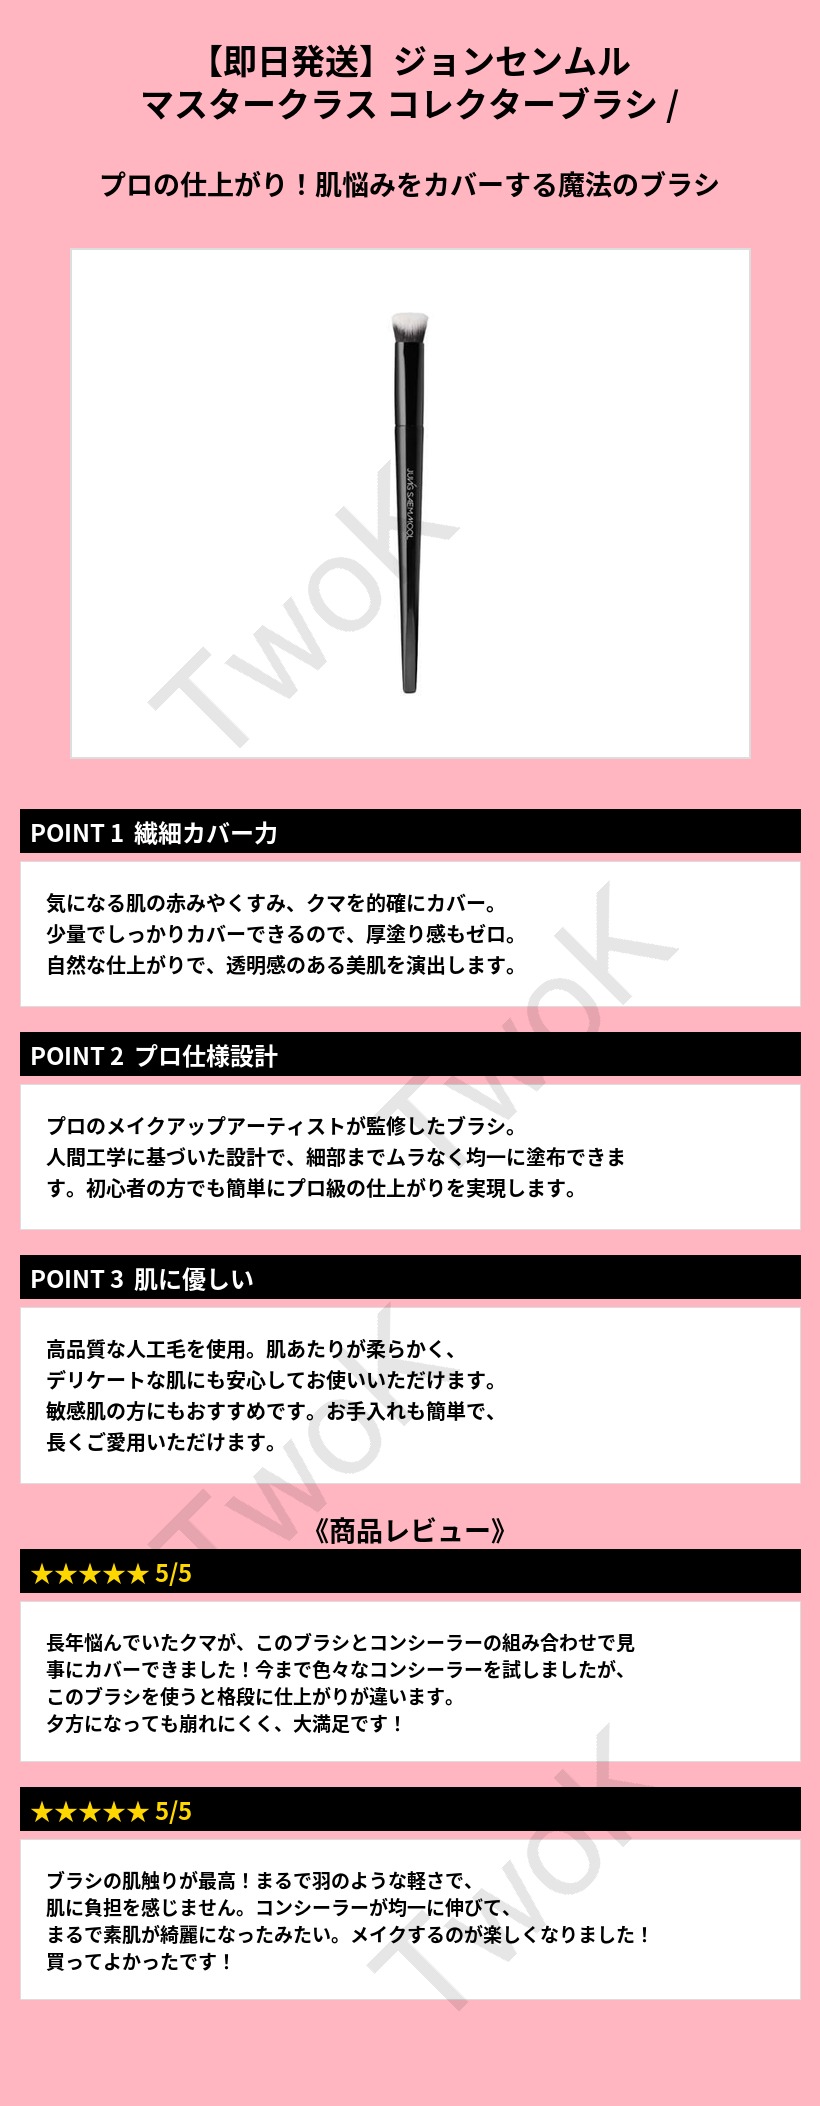 【即日発送】ジョンセンムル
マスタークラス コレクターブラシ /
プロの仕上がり！肌悩みをカバーする魔法のブラシ
JUNG SAEM MOOL
TwoK
POINT 1 繊細カバー力
気になる肌の赤みやくすみ、クマを的確にカバー。
少量でしっかりカバーできるので、厚塗り感もゼロ。
自然な仕上がりで、透明感のある美肌を演出します。
TwoK
POINT 2 プロ仕様設計
プロのメイクアップアーティストが監修したブラシ。
人間工学に基づいた設計で、細部までムラなく均一に塗布できま
す。初心者の方でも簡単にプロ級の仕上がりを実現します。
POINT 3 肌に優しい
高品質な人工毛を使用。肌あたりが柔らかく、
デリケートな肌にも安心してお使いいただけます。
敏感肌の方にもおすすめです。お手入れも簡単で、
長くご愛用いただけます。
TwoK
《商品レビュー》
★★★★★ 5/5
長年悩んでいたクマが、このブラシとコンシーラーの組み合わせで見
事にカバーできました！今まで色々なコンシーラーを試しましたが、
このブラシを使うと格段に仕上がりが違います。
夕方になっても崩れにくく、大満足です！
★★★★★ 5/5
ブラシの肌触りが最高！まるで羽のような軽さで、
肌に負担を感じません。コンシーラーが均一に伸びて、
まるで素肌が綺麗になったみたい。メイクするのが楽しくなりました！
買ってよかったです！
TwoK